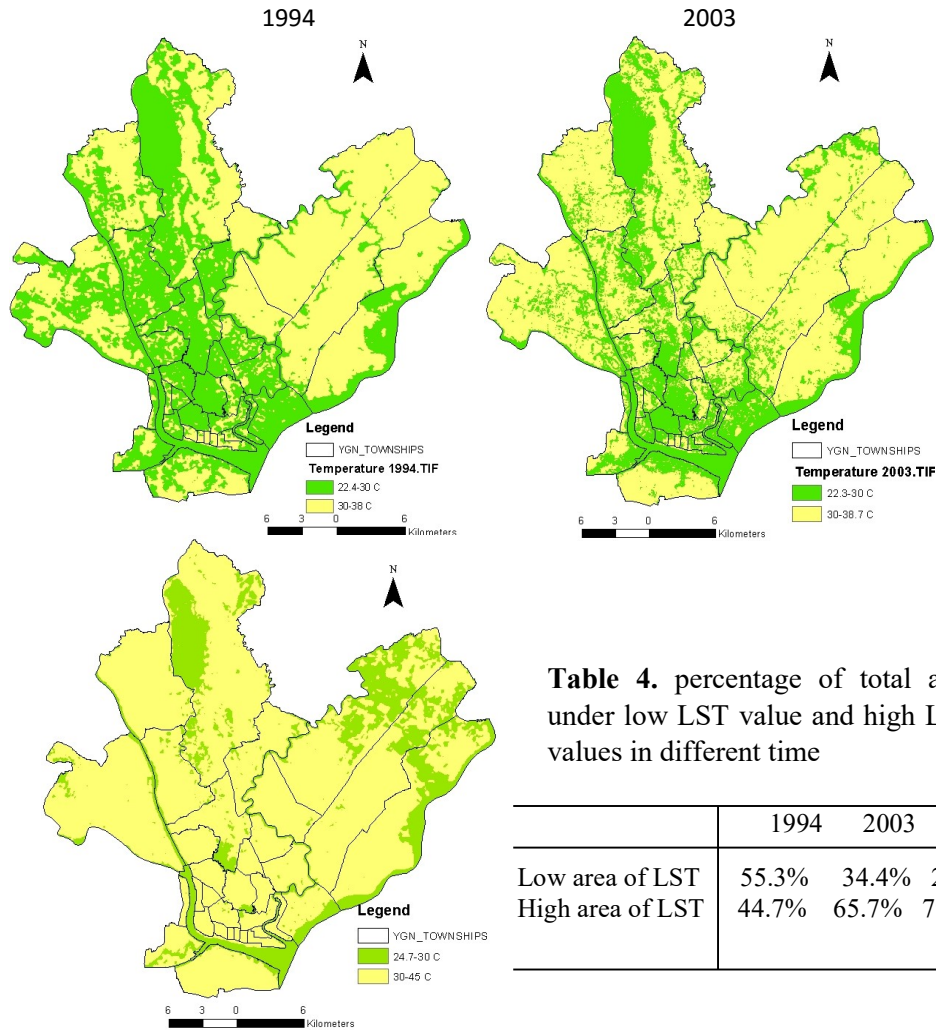 1994
2003
N
N
Legend
YGN_TOWNSHIPS
Temperature 1994.TIF
22.4-30 C
30-38 C
6 3 0 6
Kilometers
Legend
YGN_TOWNSHIPS
Temperature 2003.TIF
22.3-30 C
30-38.7 C
6 3 0 6
Kilometers
N
Legend
YGN_TOWNSHIPS
24.7-30 C
30-45 C
6 3 0 6
Kilometers
Table 4. percentage of total a
under low LST value and high L
values in different time
1994 2003
Low area of LST 55.3% 34.4% 2
High area of LST 44.7% 65.7% 7